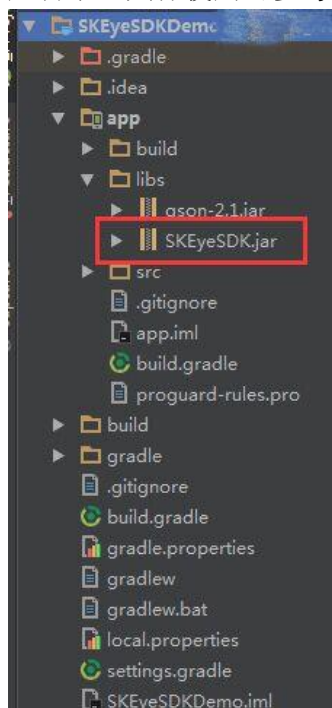 SKEyeSDKDemo
.gradle
.idea
app
build
libs
gson-2.1.jar
SKEyeSDK.jar
src
.gitignore
app.iml
build.gradle
proguard-rules.pro
build
gradle
.gitignore
build.gradle
gradle.properties
gradlew
gradlew.bat
local.properties
settings.gradle
SKEyeSDKDemo.iml